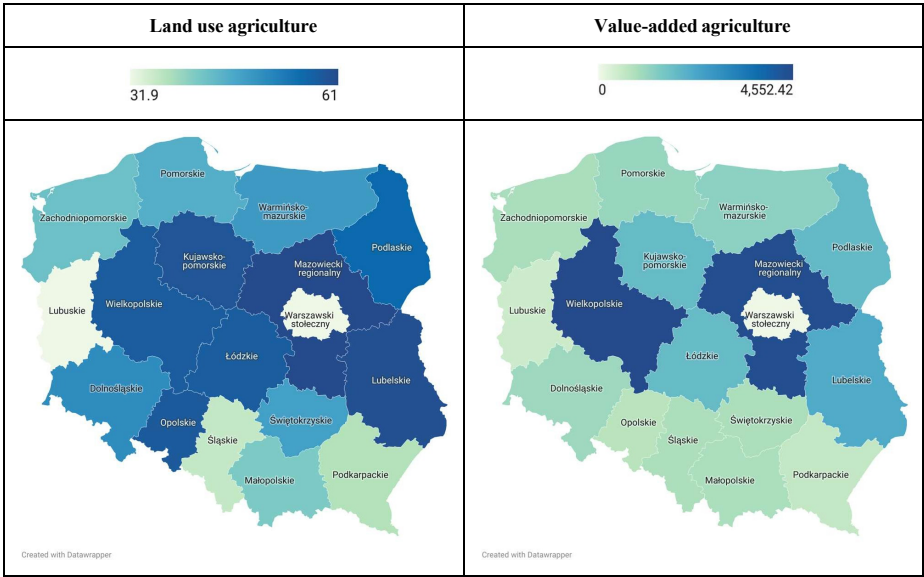 Land use agriculture
Value-added agriculture
31.9
61
0
4,552.42
Pomorskie
Zachodniopomorskie
Warmińsko-
mazurskie
Podlaskie
Kujawsko-
pomorskie
Mazowiecki
regionalny
Lubuskie
Wielkopolskie
Warszawski
stołeczny
Łódzkie
Dolnośląskie
Lubelskie
Opolskie
Śląskie
Świętokrzyskie
Małopolskie
Podkarpackie
Created with Datawrapper
Pomorskie
Zachodniopomorskie
Warmińsko-
mazurskie
Podlaskie
Kujawsko-
pomorskie
Mazowiecki
regionalny
Lubuskie
Wielkopolskie
Warszawski
stołeczny
Łódzkie
Dolnośląskie
Lubelskie
Opolskie
Śląskie
Świętokrzyskie
Małopolskie
Podkarpackie
Created with Datawrapper